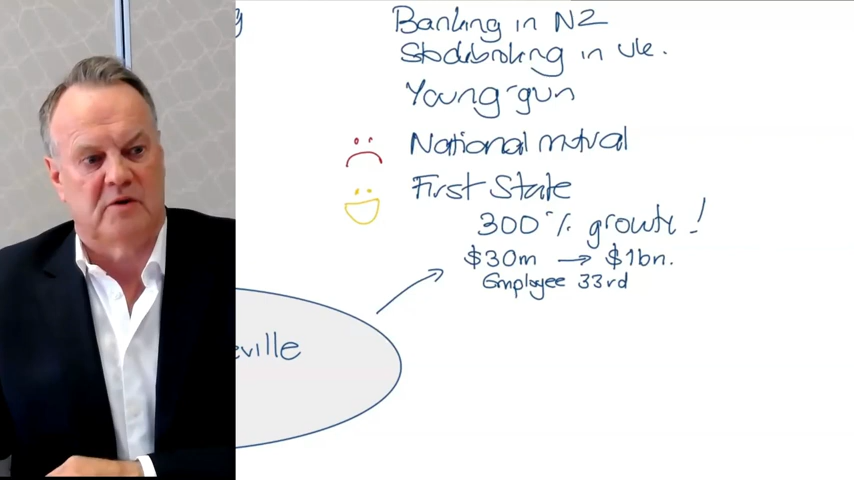 Banking in NZ
Stockbroking in UK.
Young-gun
National mutual
First State
300% growth!
$30m → $1bn.
Employee 33rd
eville